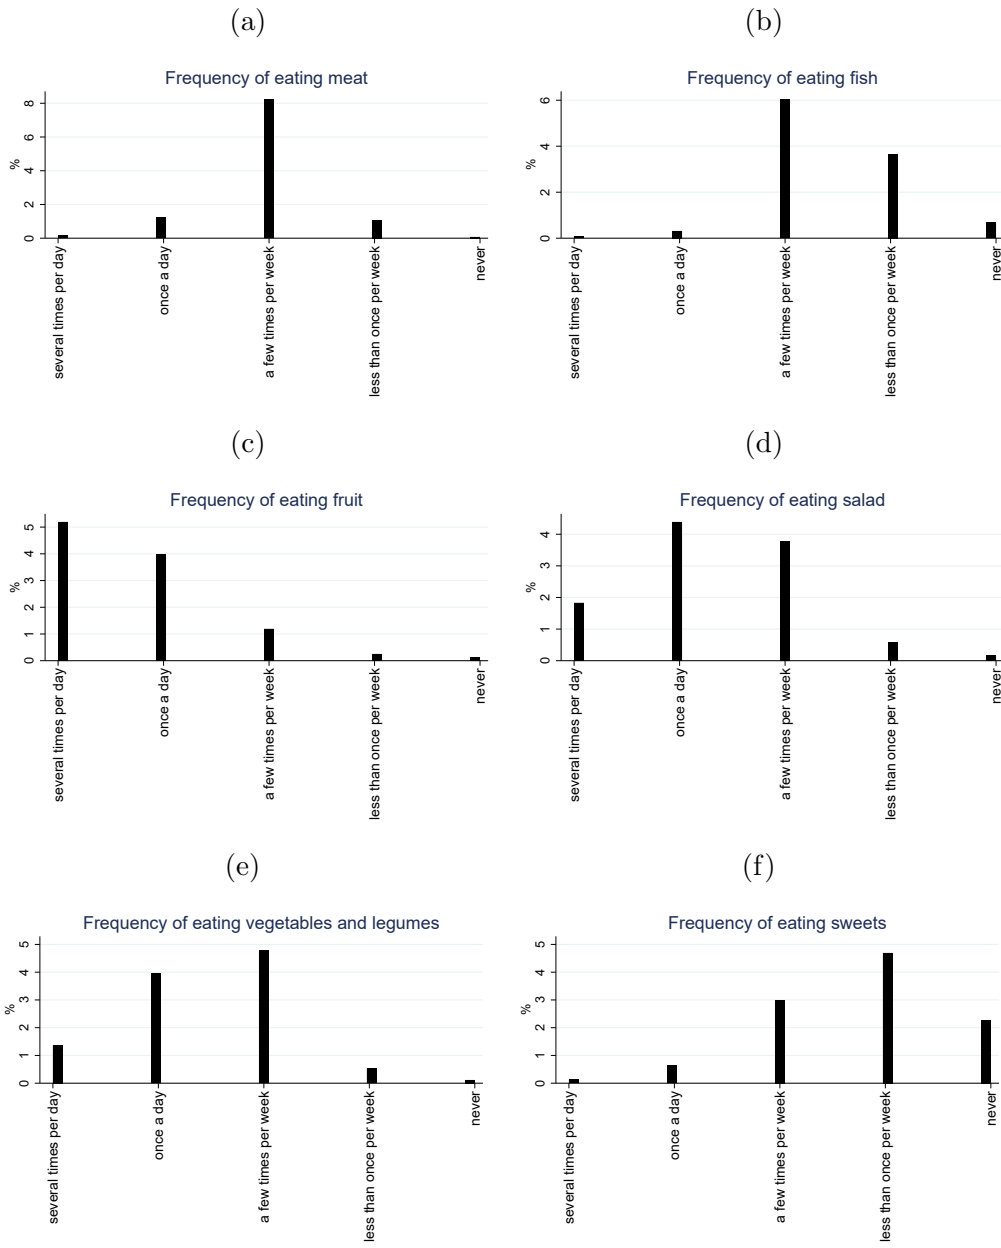 (a)
Frequency of eating meat
%
8
6
4
2
0
several times per day
once a day
a few times per week
less than once per week
never
(b)
Frequency of eating fish
%
6
4
2
0
several times per day
once a day
a few times per week
less than once per week
never
(c)
Frequency of eating fruit
%
5
4
3
2
1
0
several times per day
once a day
a few times per week
less than once per week
never
(d)
Frequency of eating salad
%
4
3
2
1
0
several times per day
once a day
a few times per week
less than once per week
never
(e)
Frequency of eating vegetables and legumes
%
5
4
3
2
1
0
several times per day
once a day
a few times per week
less than once per week
never
(f)
Frequency of eating sweets
%
5
4
3
2
1
0
several times per day
once a day
a few times per week
less than once per week
never